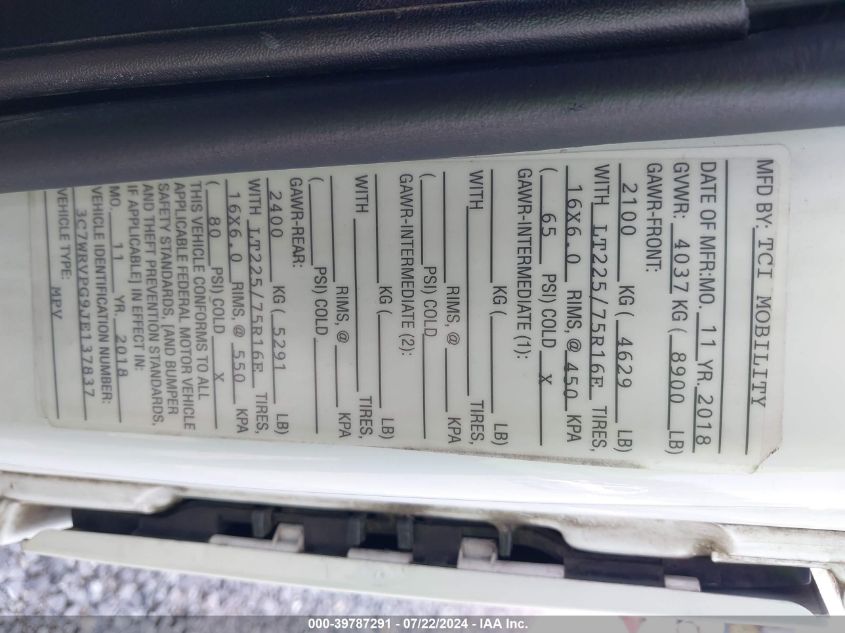 MFD BY: TCI MOBILITY
DATE OF MFR:MO. 11 YR. 2018
GVWR: 4037 KG ( 8900 LB)
GAWR-FRONT:
2100 KG ( 4629 LB)
WITH LT225/75R16E TIRES,
16X6.0 RIMS, @ 450 KPA
( 65 PSI) COLD X
GAWR-INTERMEDIATE (1):
KG ( LB)
WITH TIRES,
RIMS, @ KPA
( PSI) COLD
GAWR-INTERMEDIATE (2):
KG ( LB)
WITH TIRES,
RIMS, @ KPA
( PSI) COLD
GAWR-REAR:
2400 KG ( 5291 LB)
WITH LT225/75R16E TIRES,
16X6.0 RIMS, @ 550 KPA
( 80 PSI) COLD X
THIS VEHICLE CONFORMS TO ALL
APPLICABLE FEDERAL MOTOR VEHICLE
SAFETY STANDARDS, [AND BUMPER
AND THEFT PREVENTION STANDARDS,
IF APPLICABLE] IN EFFECT IN:
MO. 11 YR. 2018
VEHICLE IDENTIFICATION NUMBER:
3C7WRVPG9JE137837
VEHICLE TYPE: MPV
000-39787291 - 07/22/2024 - IAA Inc.